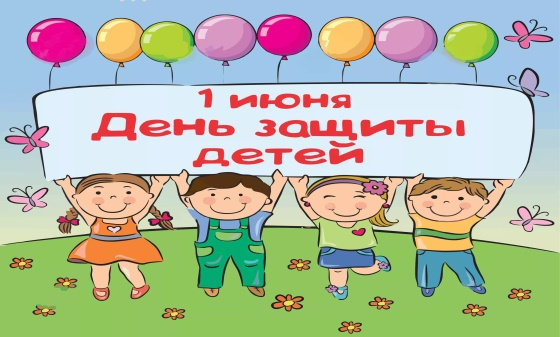 1 июня
День защиты
детей